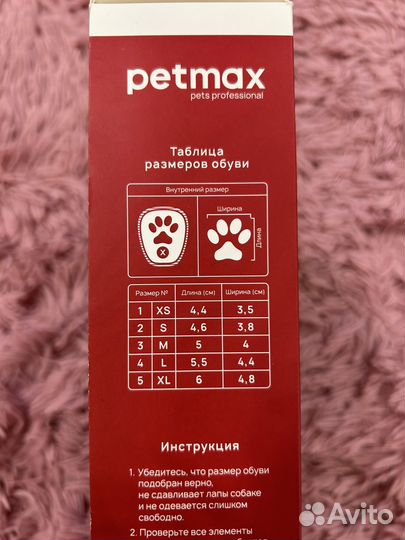 petmax
pets professional
Таблица
размеров обуви
Внутренний размер
Ширина
Длина
X
Размер № Длина (см) Ширина (см)
1 XS 4,4 3,5
2 S 4,6 3,8
3 M 5 4
4 L 5,5 4,4
5 XL 6 4,8
Инструкция
1. Убедитесь, что размер обуви
подобран верно,
не сдавливает лапы собаке
и не одевается слишком
свободно.
2. Проверьте все элементы
Avito